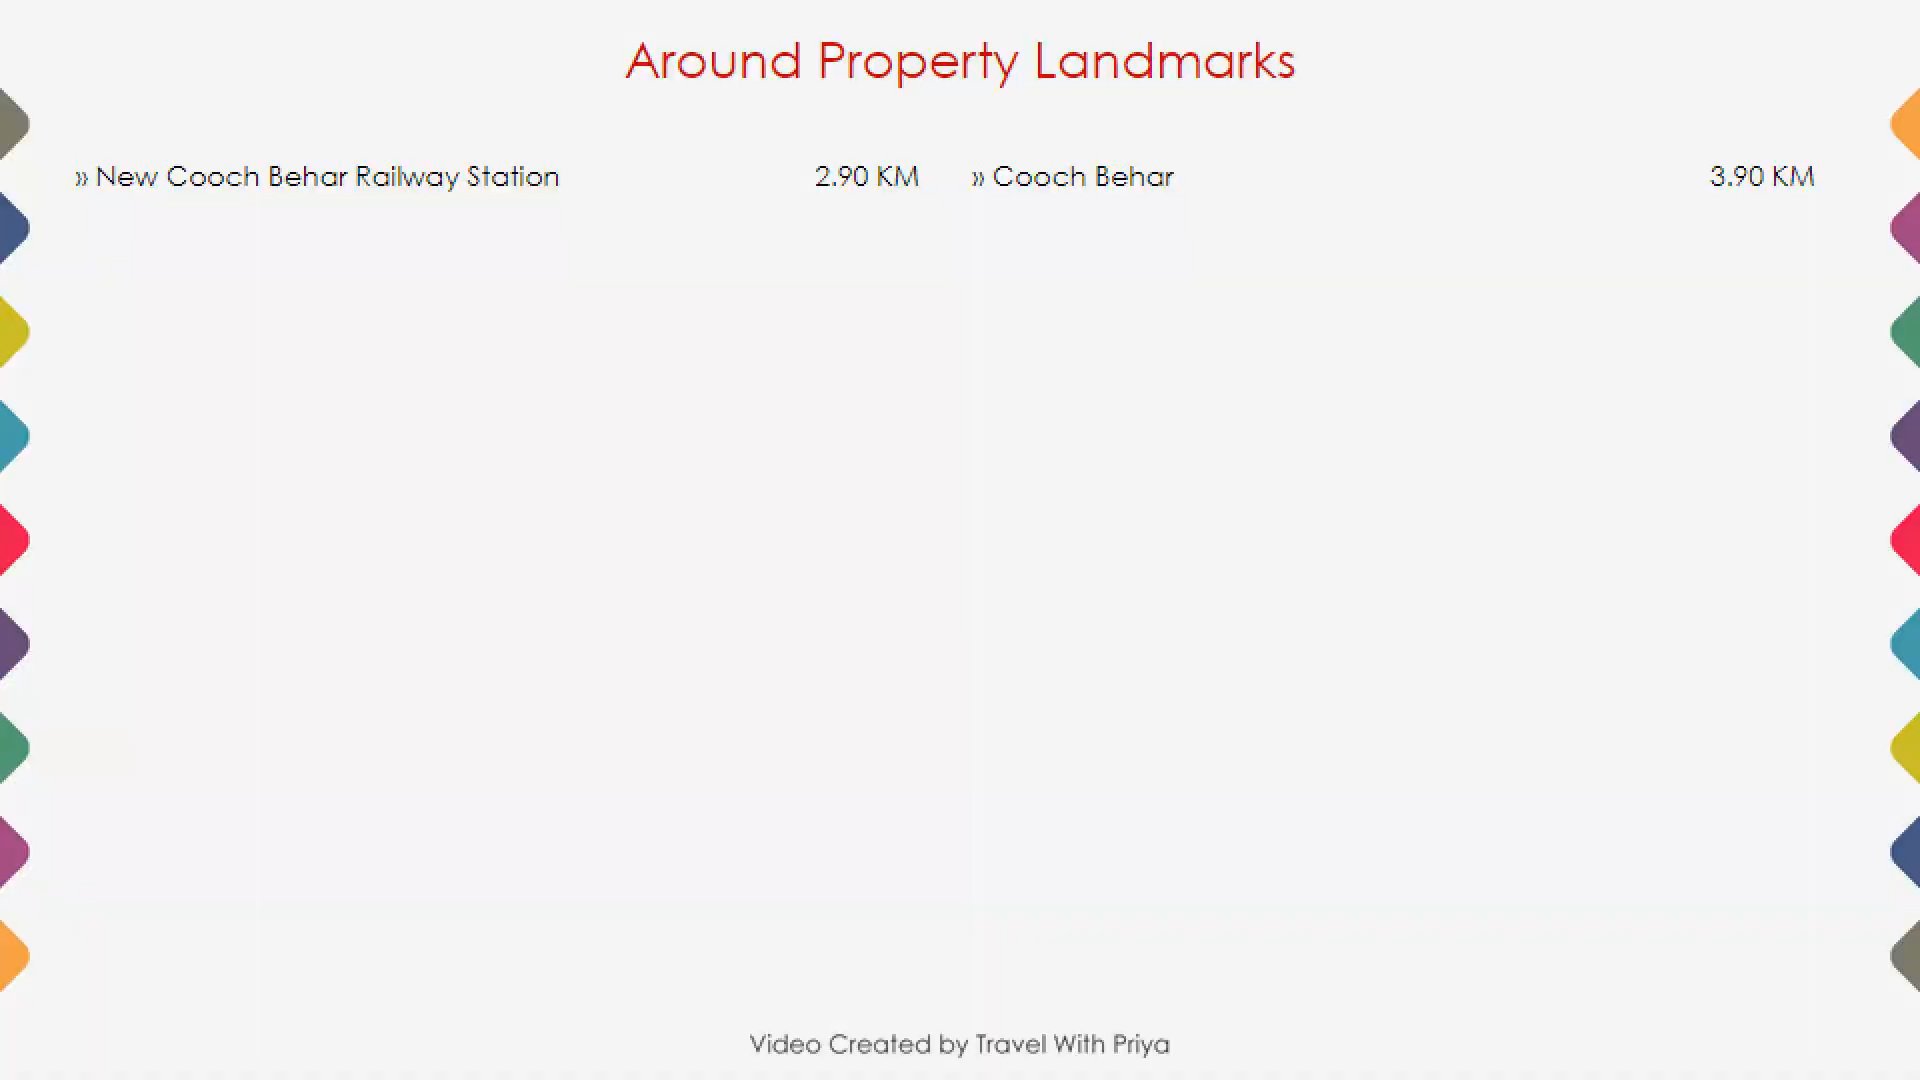 Around Property Landmarks
» New Cooch Behar Railway Station 2.90 KM » Cooch Behar 3.90 KM
Video Created by Travel With Priya